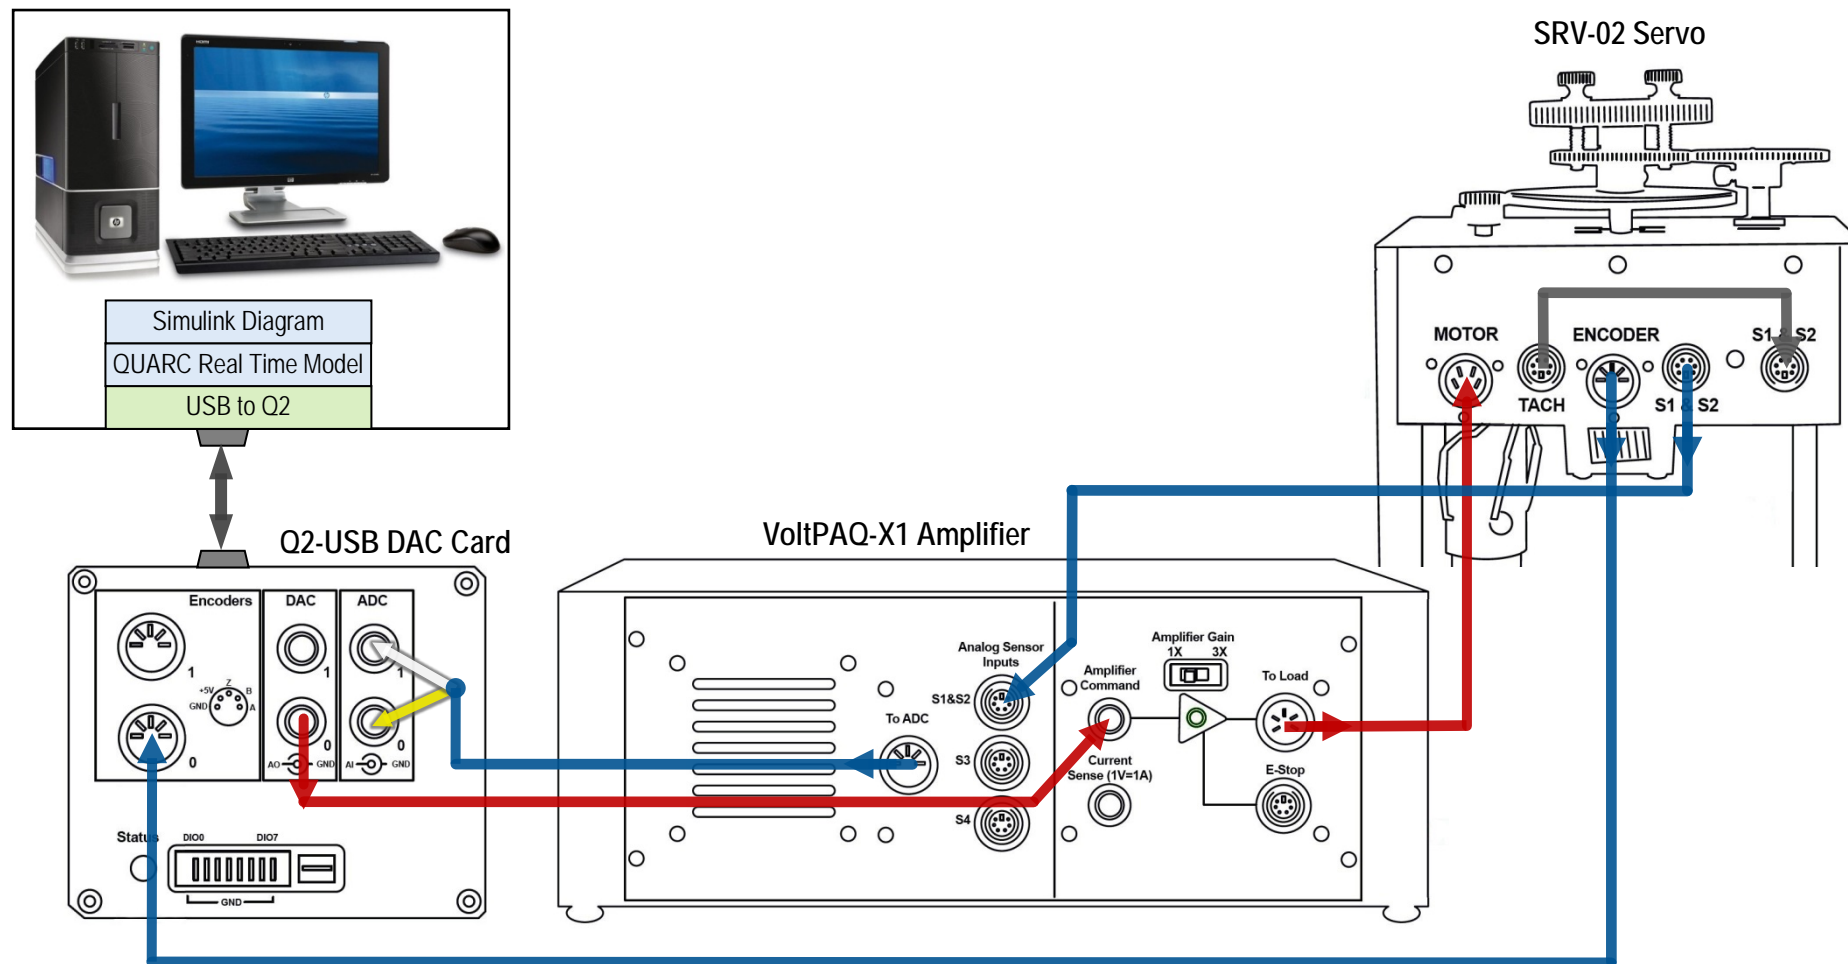 SRV-02 Servo
Simulink Diagram
QUARC Real Time Model
USB to Q2
MOTOR
ENCODER
S1 & S2
TACH
S1 & S2
Q2-USB DAC Card
VoltPAQ-X1 Amplifier
Encoders
DAC
ADC
1
1
1
+5V
Z
B
GND
A
0
0
0
AO
GND
AI
GND
Status
DIO0
DIO7
GND
To ADC
Analog Sensor
Inputs
S1&S2
S3
S4
Amplifier
Command
Current
Sense (1V=1A)
Amplifier Gain
1X
3X
To Load
E-Stop